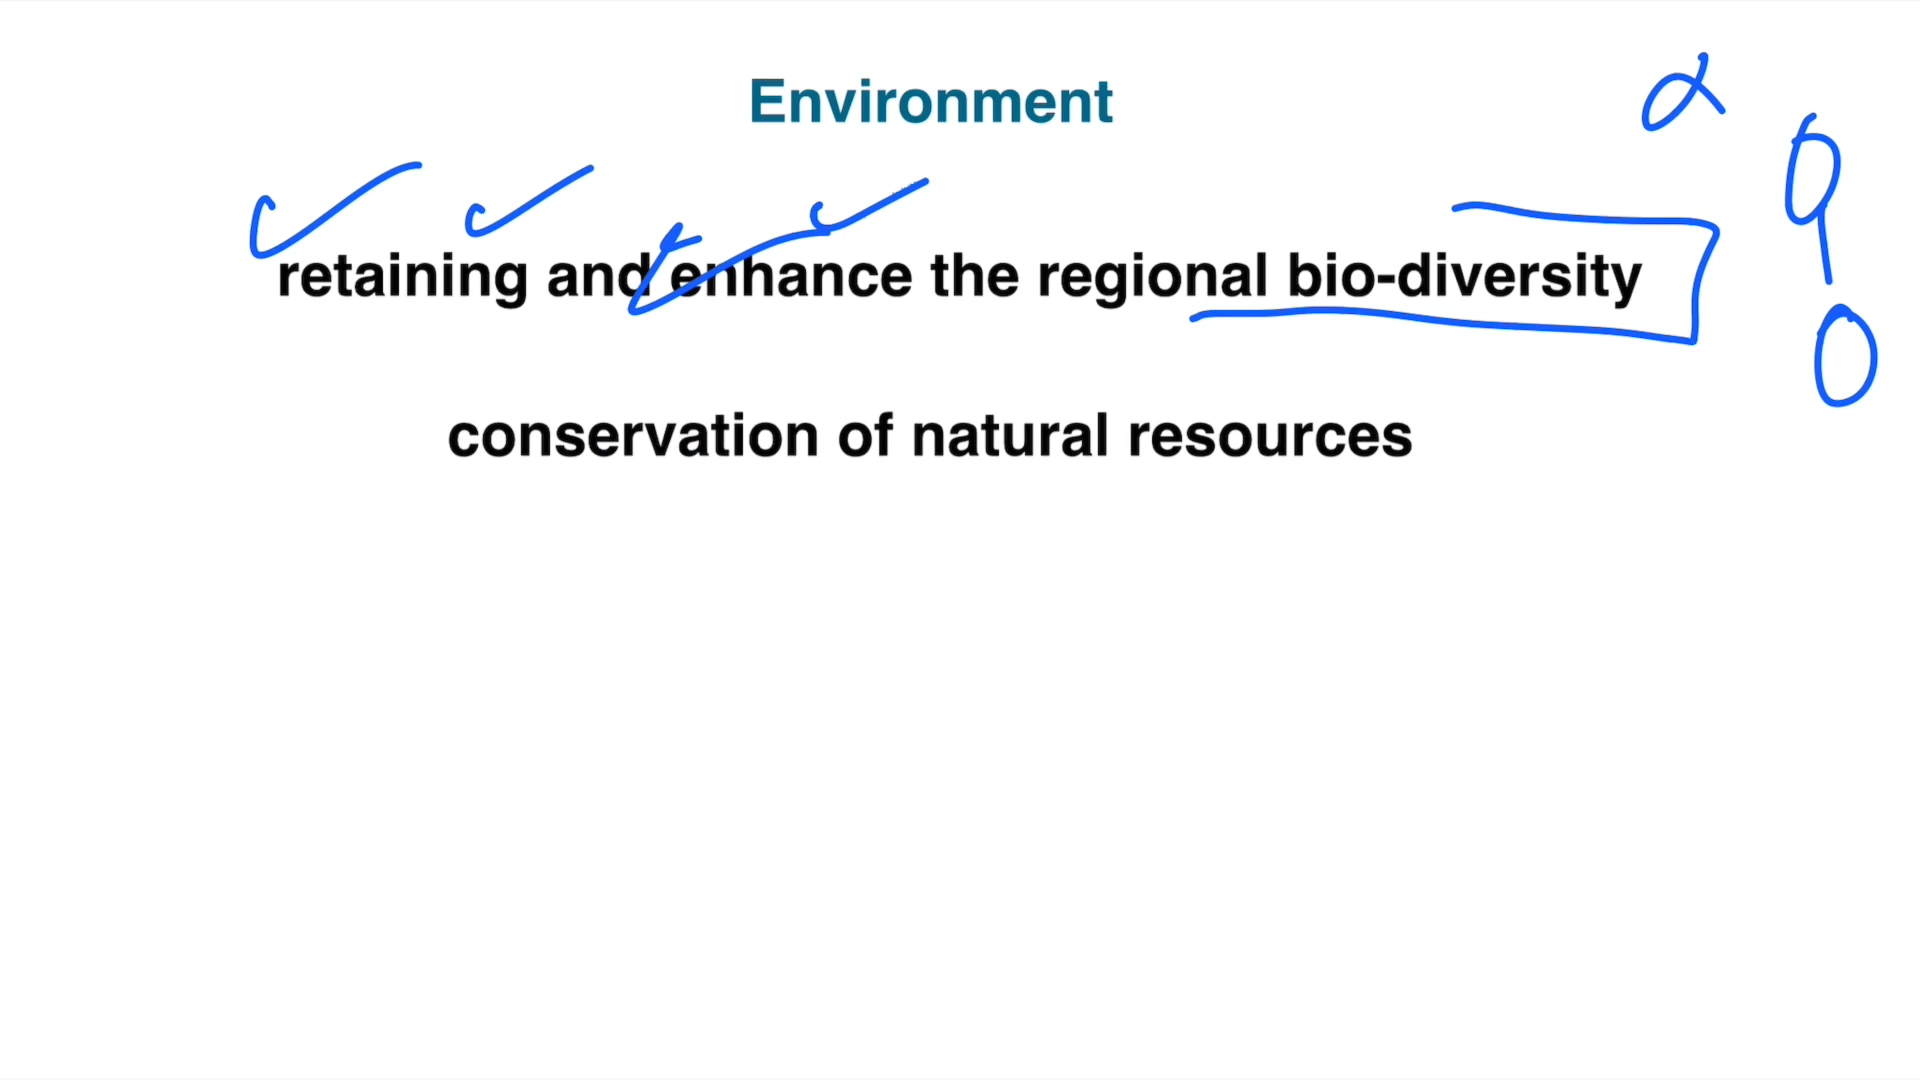 Environment
retaining and enhance the regional bio-diversity
conservation of natural resources